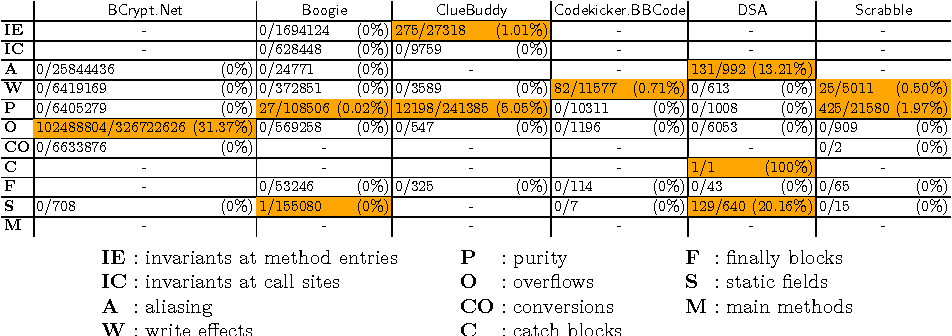 BCrypt.Net Boogie ClueBuddy Codekicker.BBCode DSA Scrabble
IE - 0/1694124 (0%) 275/27318 (1.01%) - - -
IC - 0/628448 (0%) 0/9759 (0%) - - -
A 0/25844436 (0%) 0/24771 (0%) - - 131/992 (13.21%) -
W 0/6419169 (0%) 0/372851 (0%) 0/3589 (0%) 82/11577 (0.71%) 0/613 (0%) 25/5011 (0.50%)
P 0/6405279 (0%) 27/108506 (0.02%) 12198/241385 (5.05%) 0/10311 (0%) 0/1008 (0%) 425/21580 (1.97%)
O 102488804/326722626 (31.37%) 0/569258 (0%) 0/547 (0%) 0/1196 (0%) 0/6053 (0%) 0/909 (0%)
CO 0/6633876 (0%) - - - - 0/2 (0%)
C - - - - 1/1 (100%) -
F - 0/53246 (0%) 0/325 (0%) 0/114 (0%) 0/43 (0%) 0/65 (0%)
S 0/708 (0%) 1/155080 (0%) - 0/7 (0%) 129/640 (20.16%) 0/15 (0%)
M - - - - - -
IE : invariants at method entries P : purity F : finally blocks
IC : invariants at call sites O : overflows S : static fields
A : aliasing CO : conversions M : main methods
W : write effects C : catch blocks